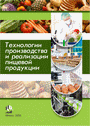 Технологии
производства
и реализации
пищевой
продукции